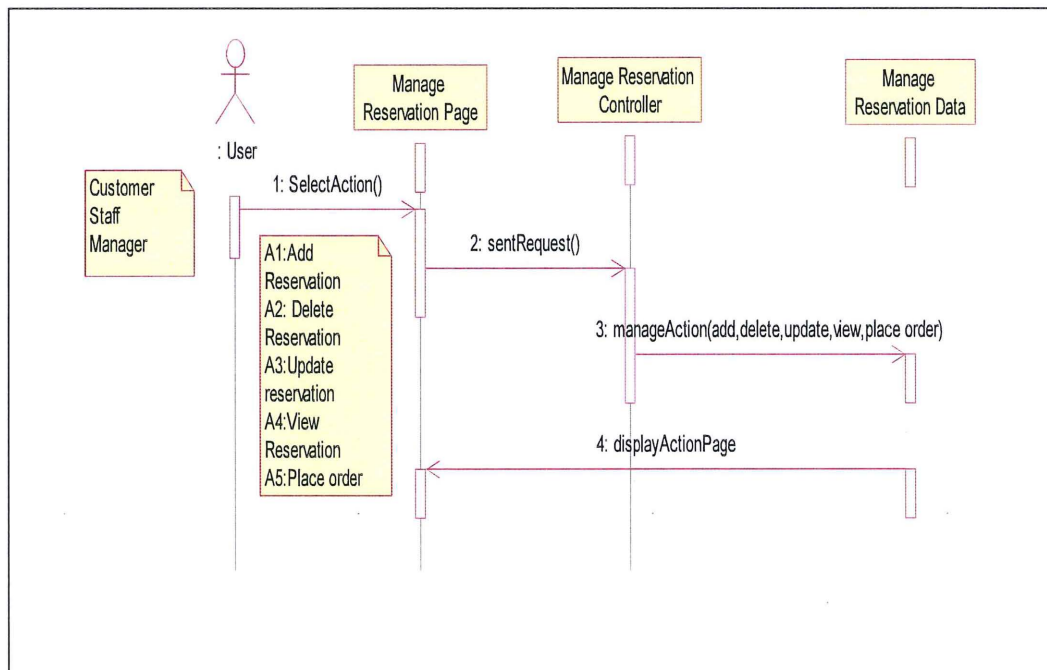 Manage
Reservation Page
Manage Reservation
Controller
Manage
Reservation Data
: User
Customer
Staff
Manager
1: SelectAction()
A1:Add
Reservation
A2: Delete
Reservation
A3:Update
reservation
A4:View
Reservation
A5:Place order
2: sentRequest()
3: manageAction(add,delete,update,view,place order)
4: displayActionPage